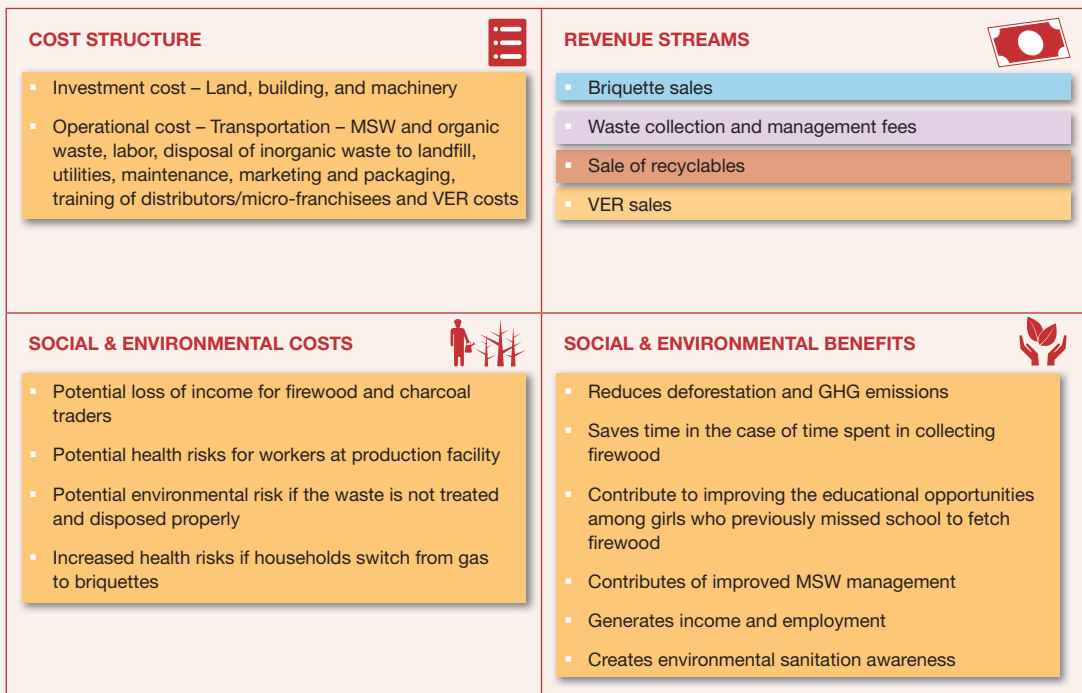 COST STRUCTURE
▪ Investment cost – Land, building, and machinery
▪ Operational cost – Transportation – MSW and organic
waste, labor, disposal of inorganic waste to landfill,
utilities, maintenance, marketing and packaging,
training of distributors/micro-franchisees and VER costs
REVENUE STREAMS
▪ Briquette sales
▪ Waste collection and management fees
▪ Sale of recyclables
▪ VER sales
SOCIAL & ENVIRONMENTAL COSTS
▪ Potential loss of income for firewood and charcoal
traders
▪ Potential health risks for workers at production facility
▪ Potential environmental risk if the waste is not treated
and disposed properly
▪ Increased health risks if households switch from gas
to briquettes
SOCIAL & ENVIRONMENTAL BENEFITS
▪ Reduces deforestation and GHG emissions
▪ Saves time in the case of time spent in collecting
firewood
▪ Contribute to improving the educational opportunities
among girls who previously missed school to fetch
firewood
▪ Contributes of improved MSW management
▪ Generates income and employment
▪ Creates environmental sanitation awareness